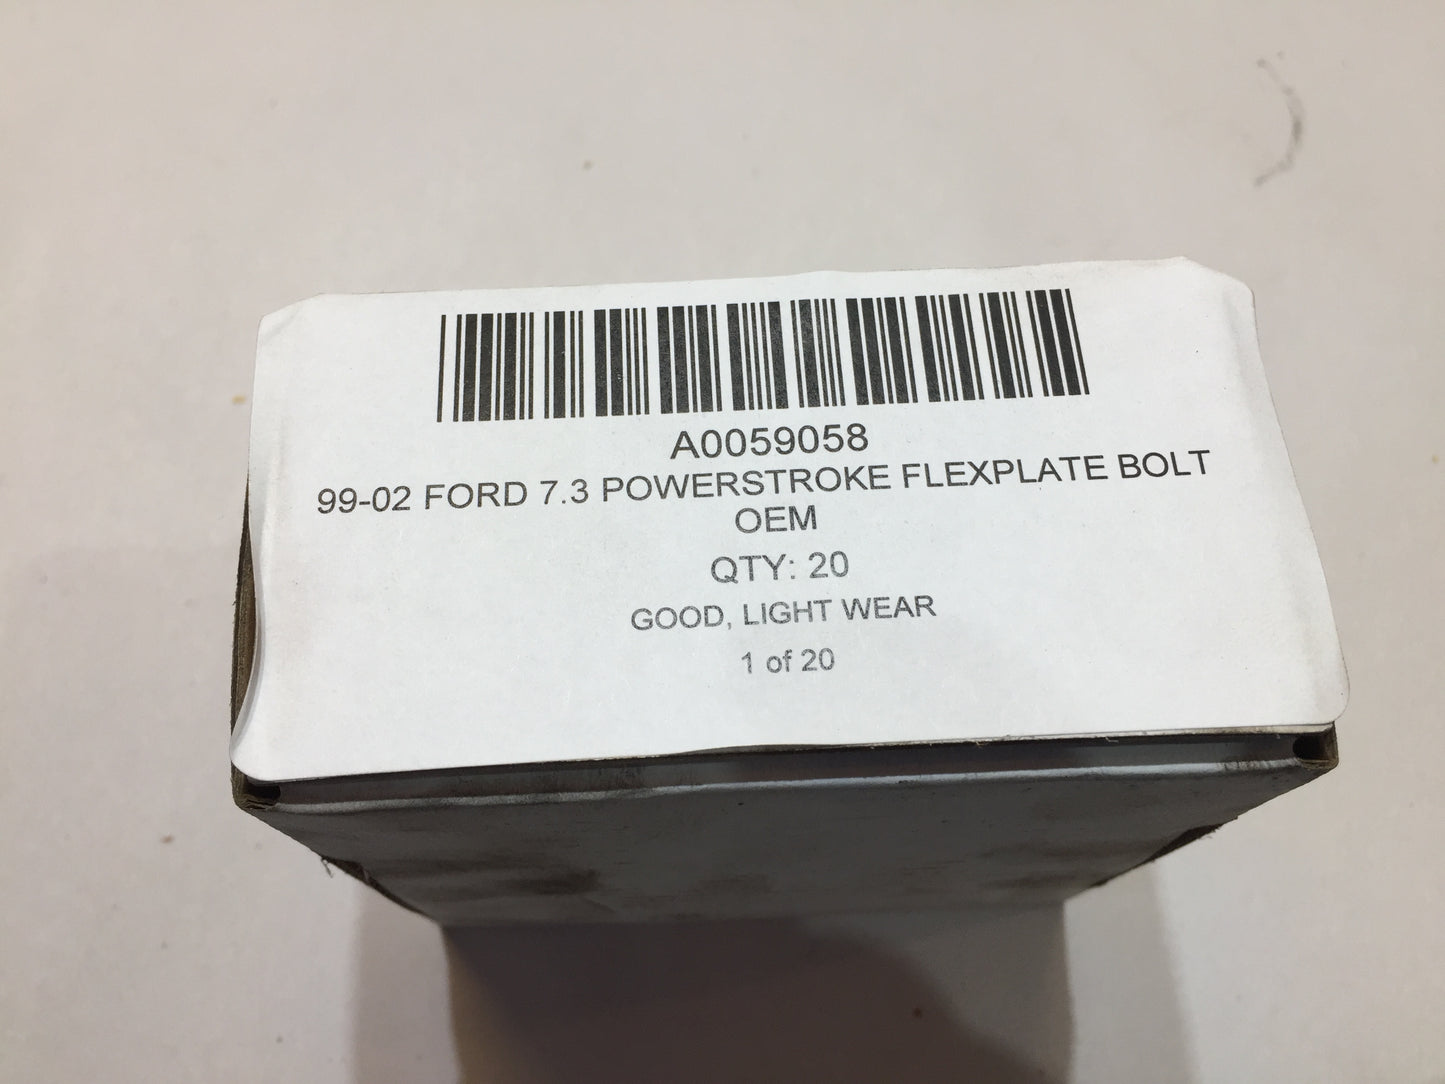 A0059058
99-02 FORD 7.3 POWERSTROKE FLEXPLATE BOLT
OEM
QTY: 20
GOOD, LIGHT WEAR
1 of 20